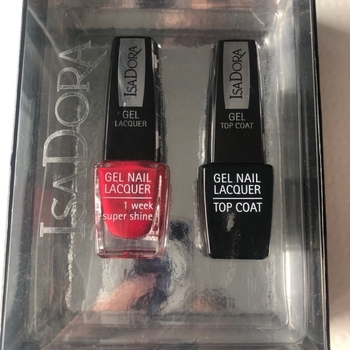 IsaDora
IsaDora
GEL
LACQUER
GEL NAIL
LACQUER
1 week
super shine
IsaDora
GEL
TOP COAT
GEL NAIL
LACQUER
TOP COAT